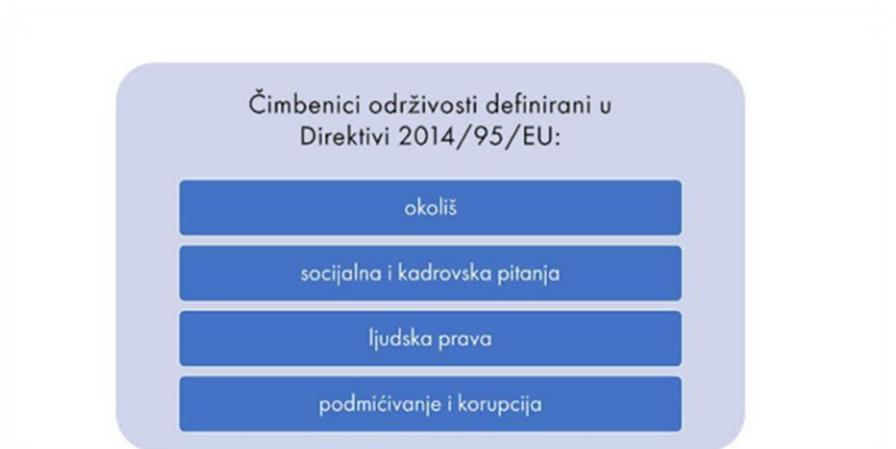 Čimbenici održivosti definirani u
Direktivi 2014/95/EU:
okoliš
socijalna i kadrovska pitanja
ljudska prava
podmićivanje i korupcija